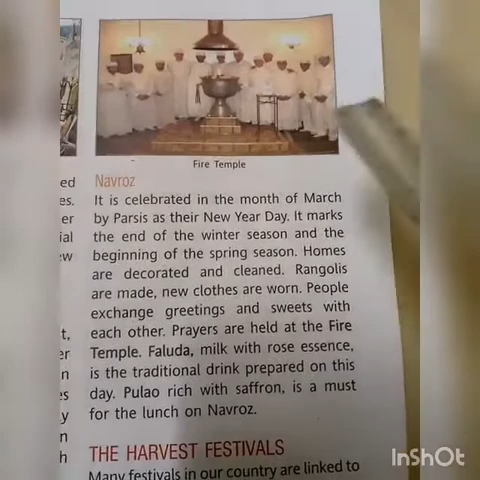 Fire Temple
Navroz
It is celebrated in the month of March
by Parsis as their New Year Day. It marks
the end of the winter season and the
beginning of the spring season. Homes
are decorated and cleaned. Rangolis
are made, new clothes are worn. People
exchange greetings and sweets with
each other. Prayers are held at the Fire
Temple. Faluda, milk with rose essence,
is the traditional drink prepared on this
day. Pulao rich with saffron, is a must
for the lunch on Navroz.
THE HARVEST FESTIVALS
Many festivals in our country are linked to
InShOt